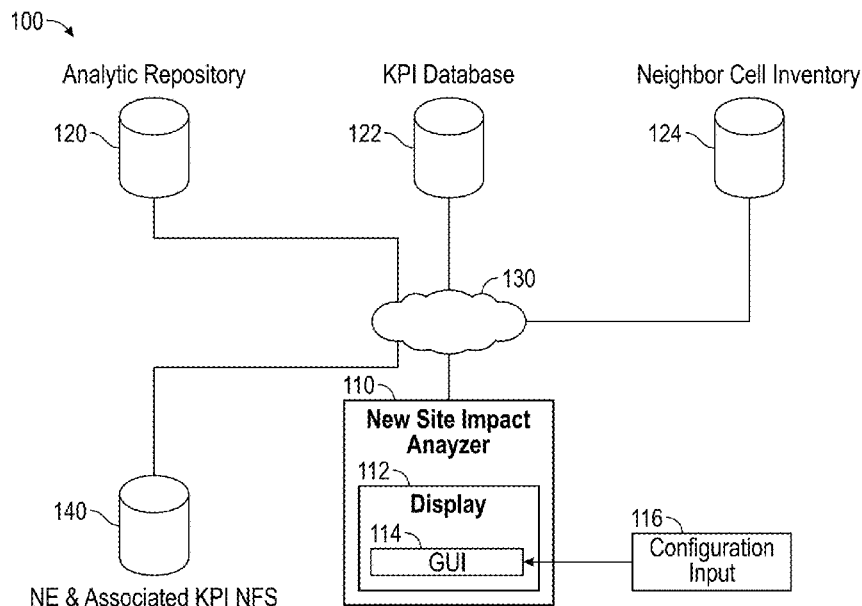 100
Analytic Repository
KPI Database
Neighbor Cell Inventory
120
122
124
130
110
New Site Impact
Anayzer
112
Display
114
GUI
116
Configuration
Input
140
NE & Associated KPI NFS